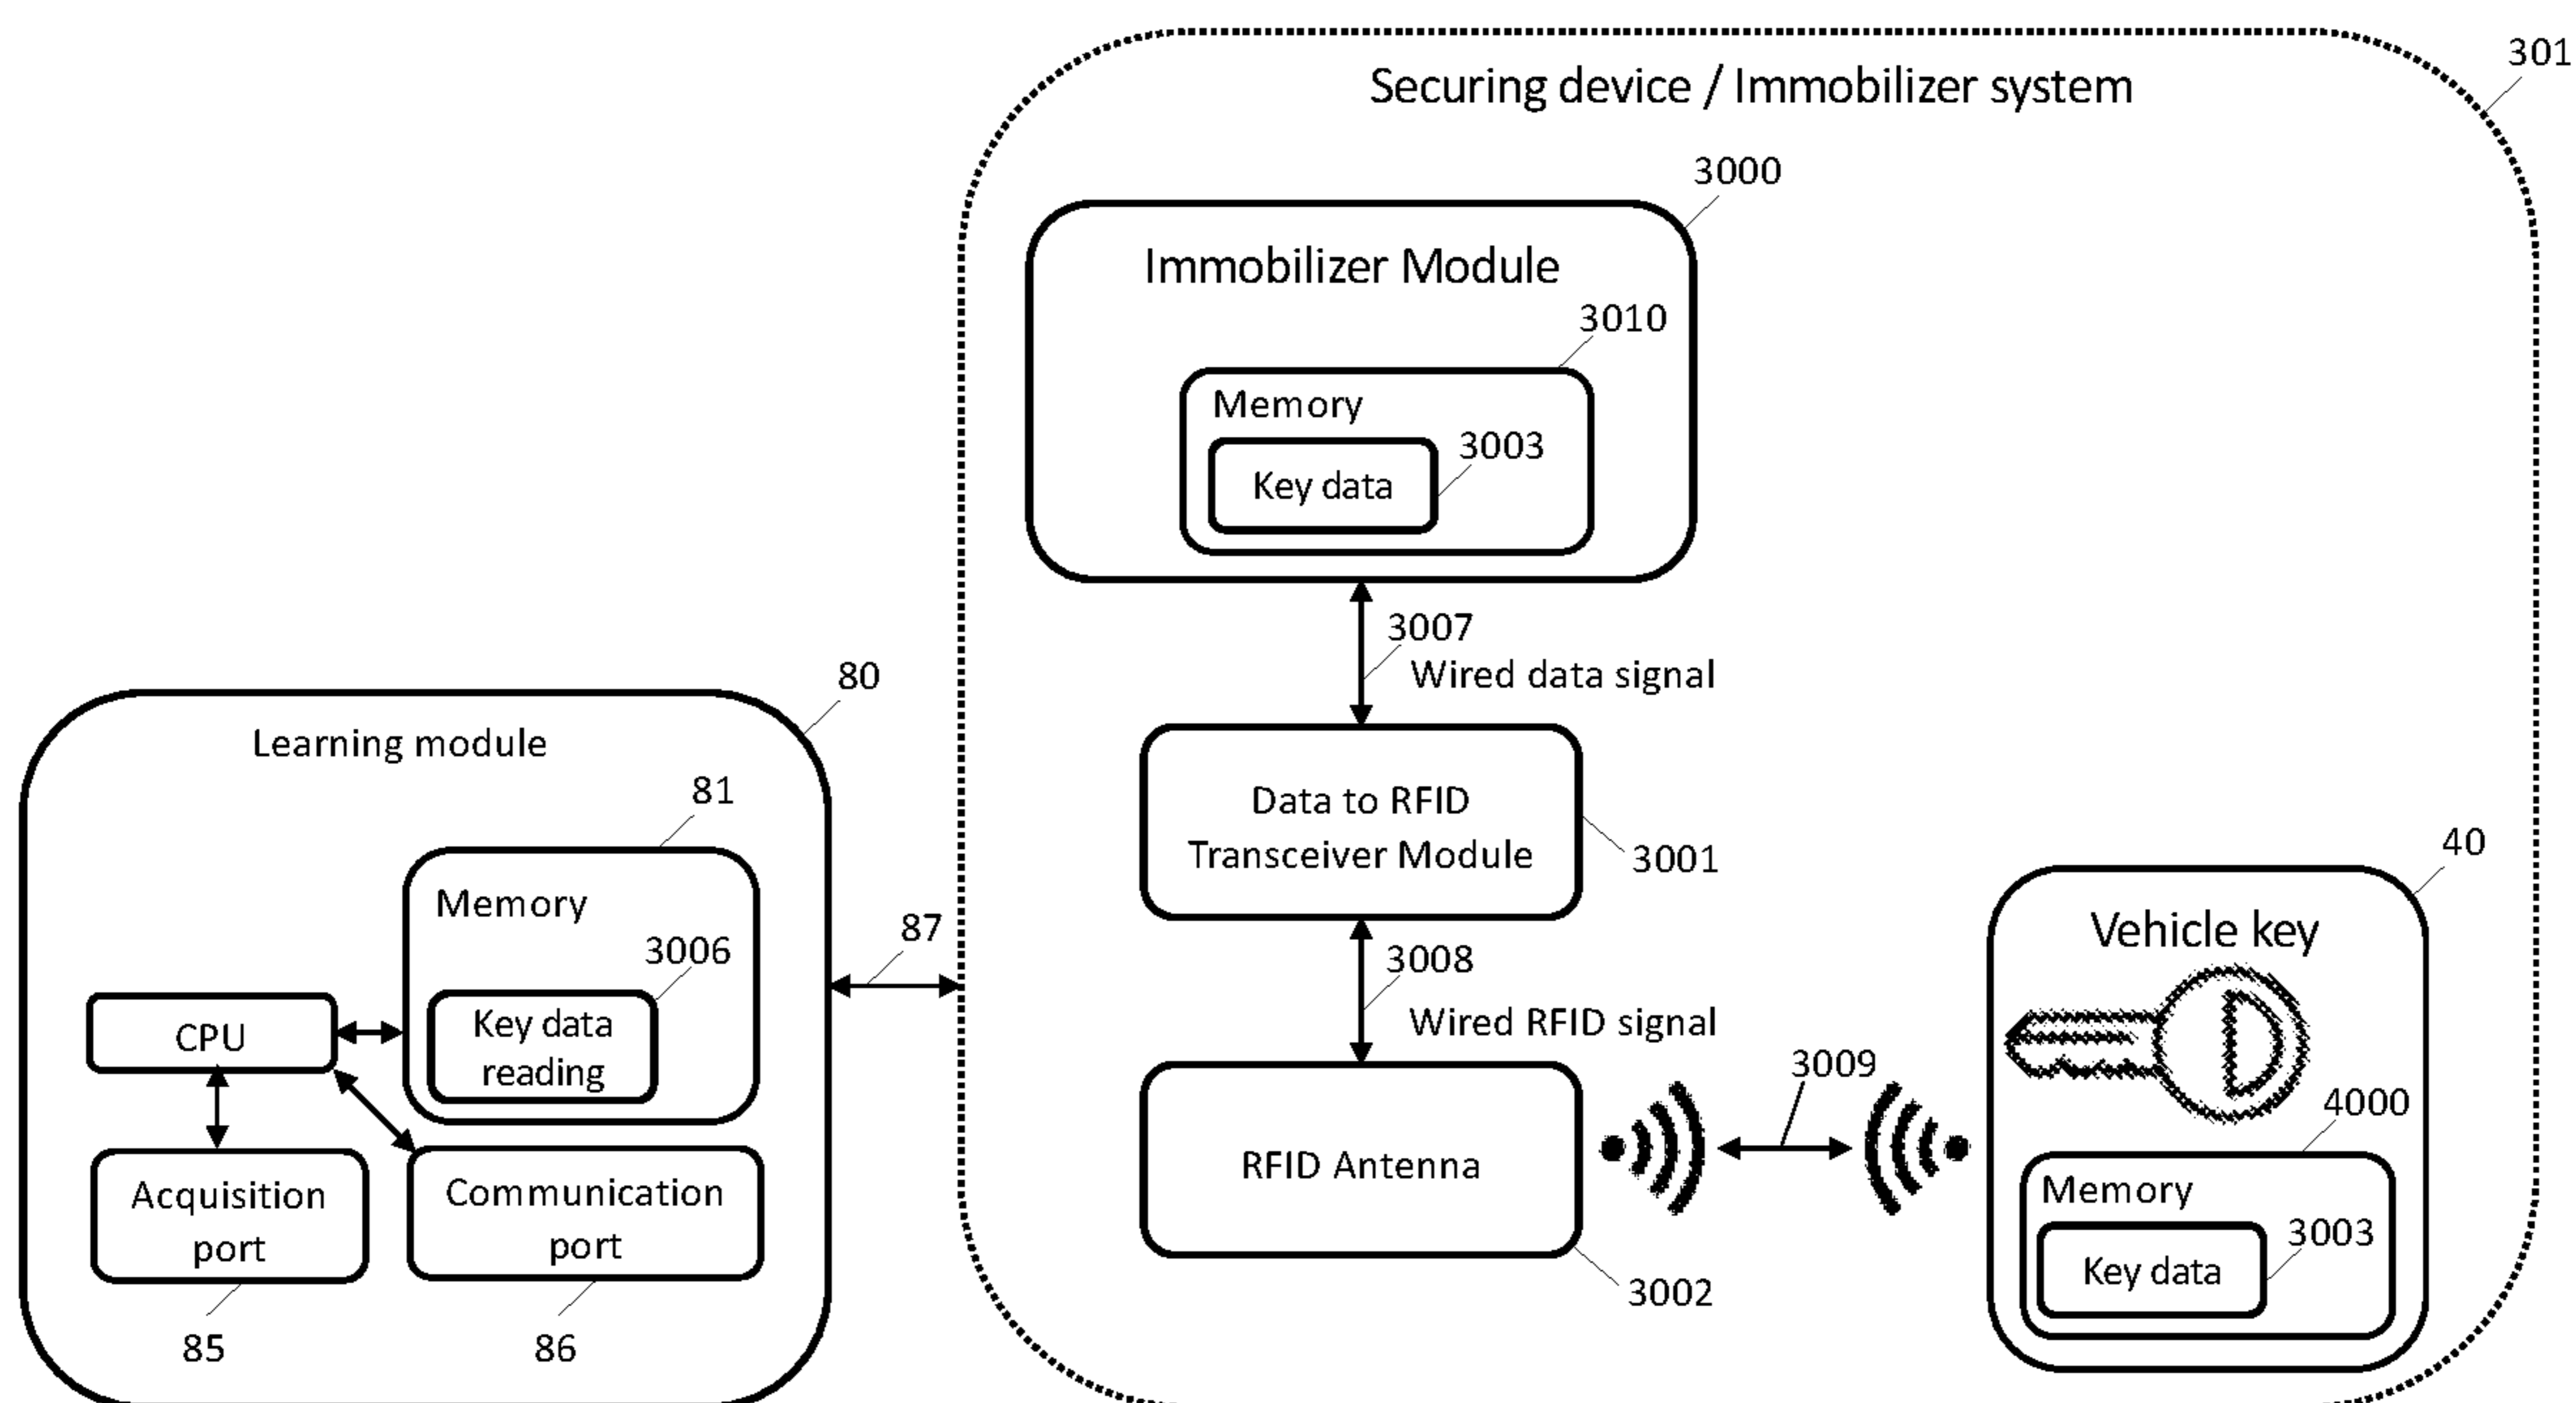 301
Securing device / Immobilizer system
3000
Immobilizer Module
3010
Memory
3003
Key data
3007
Wired data signal
80
Learning module
81
Data to RFID
Transceiver Module
3001
40
Memory
87
Vehicle key
3006
3008
Key data
reading
CPU
Wired RFID signal
3009
4000
Acquisition
port
Communication
port
RFID Antenna
Memory
3003
Key data
3002
85
86